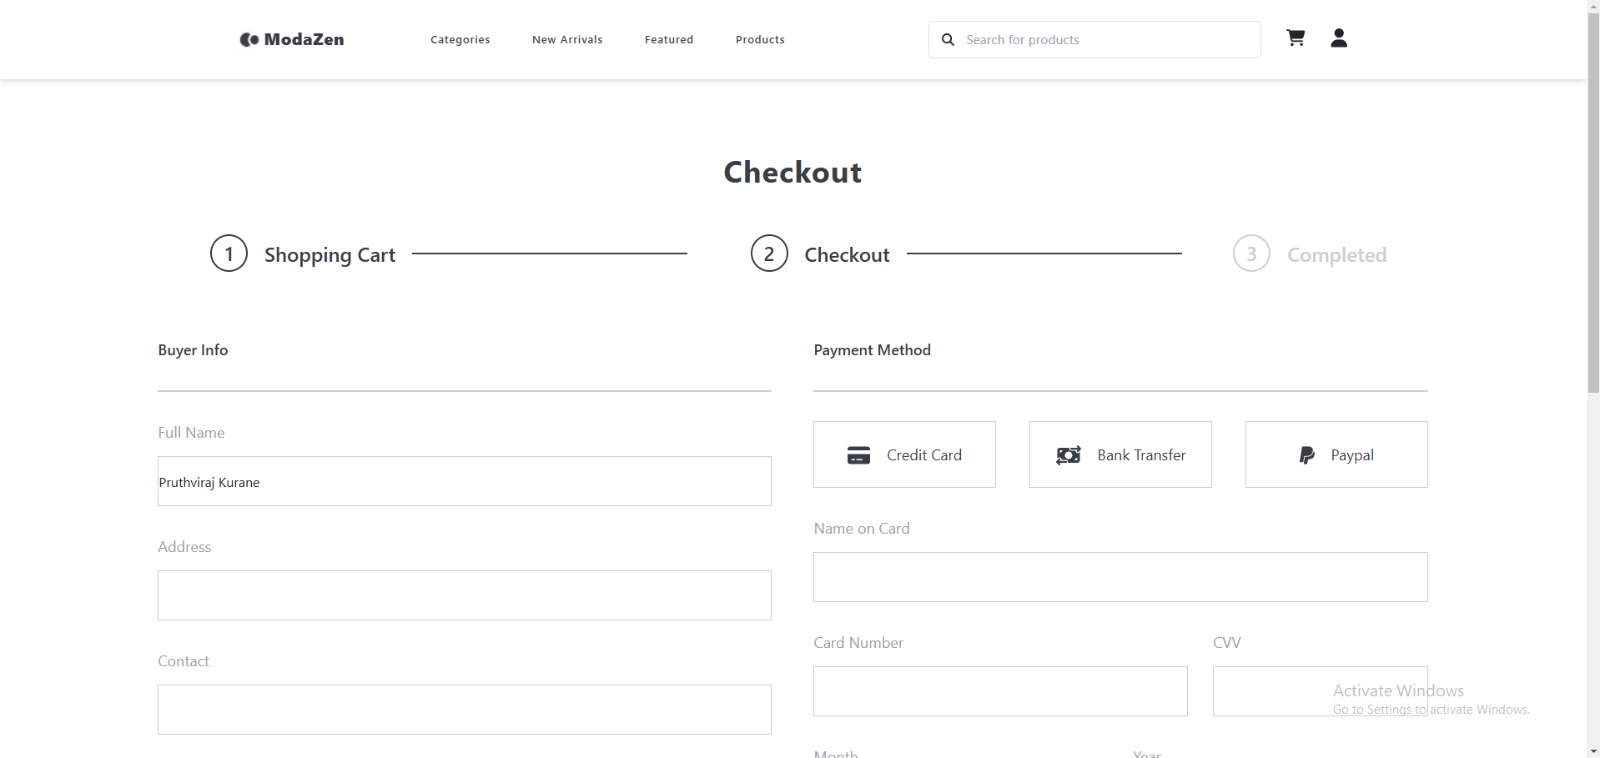 ModaZen Categories New Arrivals Featured Products Search for products
Checkout
1 Shopping Cart 2 Checkout 3 Completed
Buyer Info
Full Name
Pruthviraj Kurane
Address
Contact
Payment Method
Credit Card Bank Transfer Paypal
Name on Card
Card Number CVV
Month Year
Activate Windows
Go to Settings to activate Windows.